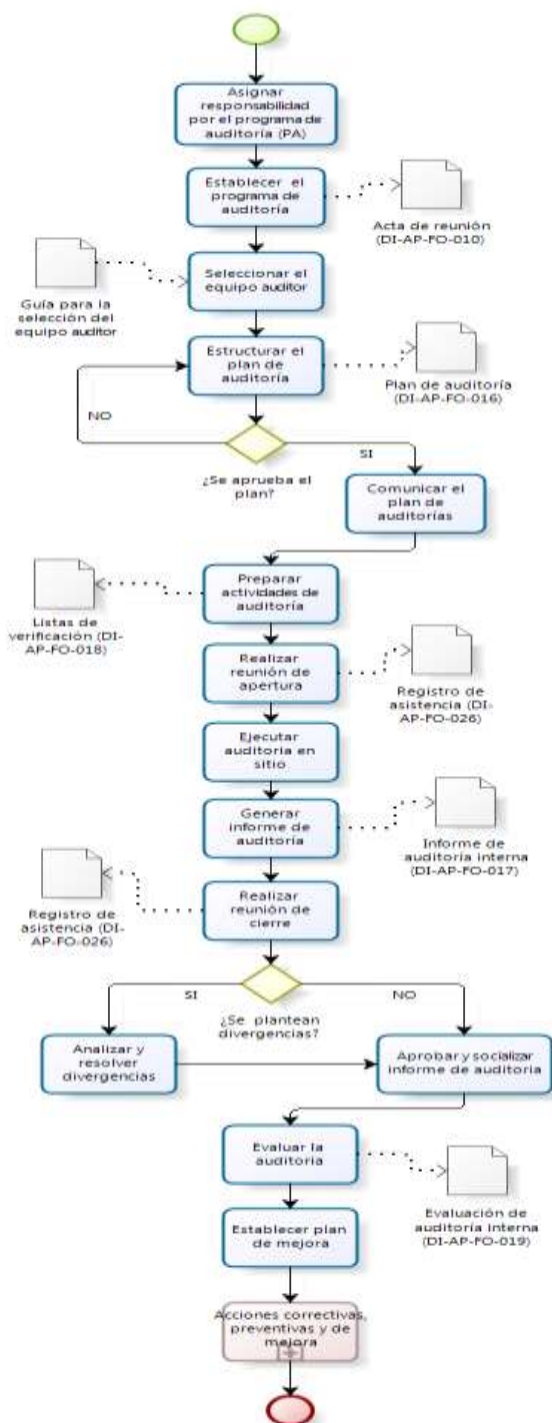 Asignar
responsabilidad
por el programa de
auditoría (PA)
Establecer el
programa de
auditoría
Acta de reunión
(DI-AP-FO-010)
Seleccionar el
equipo auditor
Guía para la
selección del
equipo auditor
Estructurar el
plan de
auditoría
Plan de auditoría
(DI-AP-FO-016)
NO
SI
¿Se aprueba el
plan?
Comunicar el
plan de
auditorías
Preparar
actividades de
auditoría
Listas de
verificación (DI-
AP-FO-018)
Realizar
reunión de
apertura
Registro de
asistencia (DI-
AP-FO-026)
Ejecutar
auditoria en
sitió
Generar
informe de
auditoría
Informe de
auditoría interna
(DI-AP-FO-017)
Realizar
reunión de
cierre
Registro de
asistencia (DI-
AP-FO-026)
SI
NO
¿Se plantean
divergencias?
Analizar y
resolver
divergencias
Aprobar y socializar
informe de auditoria
Evaluar la
auditoria
Evaluación de
auditoría interna
(DI-AP-FO-019)
Establecer plan
de mejora
Acciones correctivas,
preventivas y de
mejora